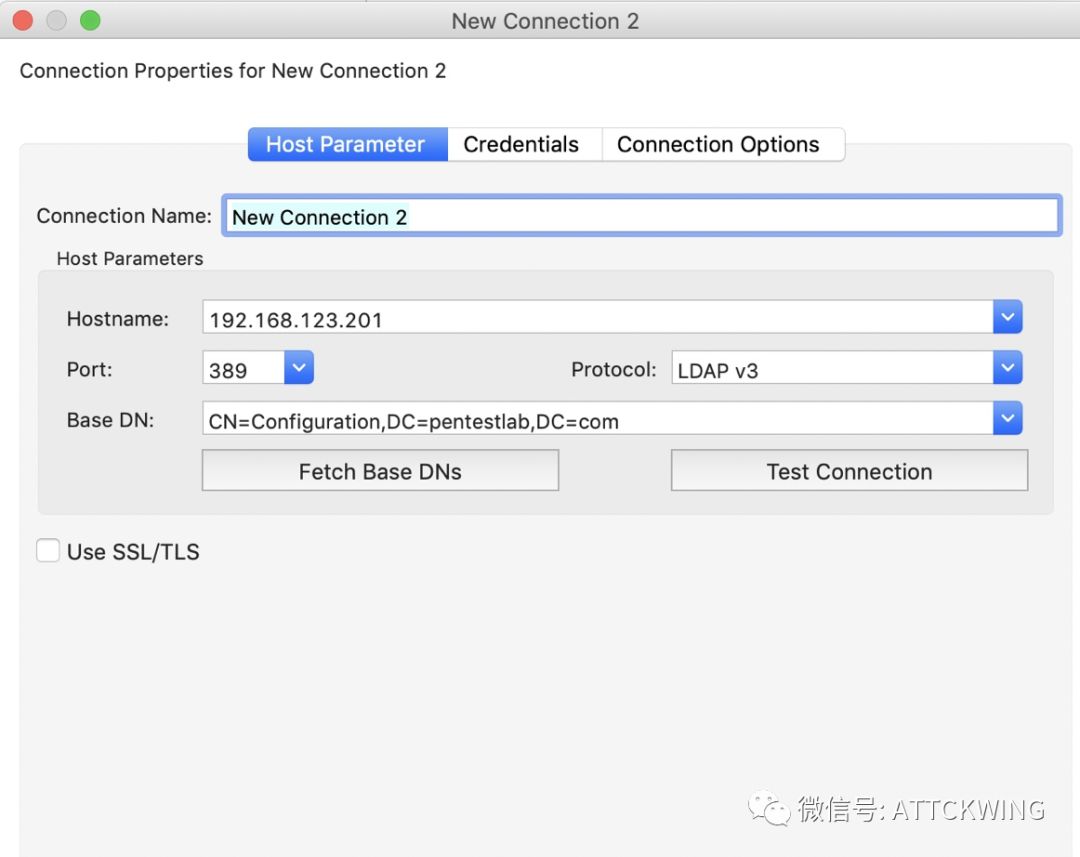 New Connection 2
Connection Properties for New Connection 2
Host Parameter Credentials Connection Options
Connection Name: New Connection 2
Host Parameters
Hostname: 192.168.123.201
Port: 389 Protocol: LDAP v3
Base DN: CN=Configuration,DC=pentestlab,DC=com
Fetch Base DNs Test Connection
Use SSL/TLS
微信号: ATTCKWING